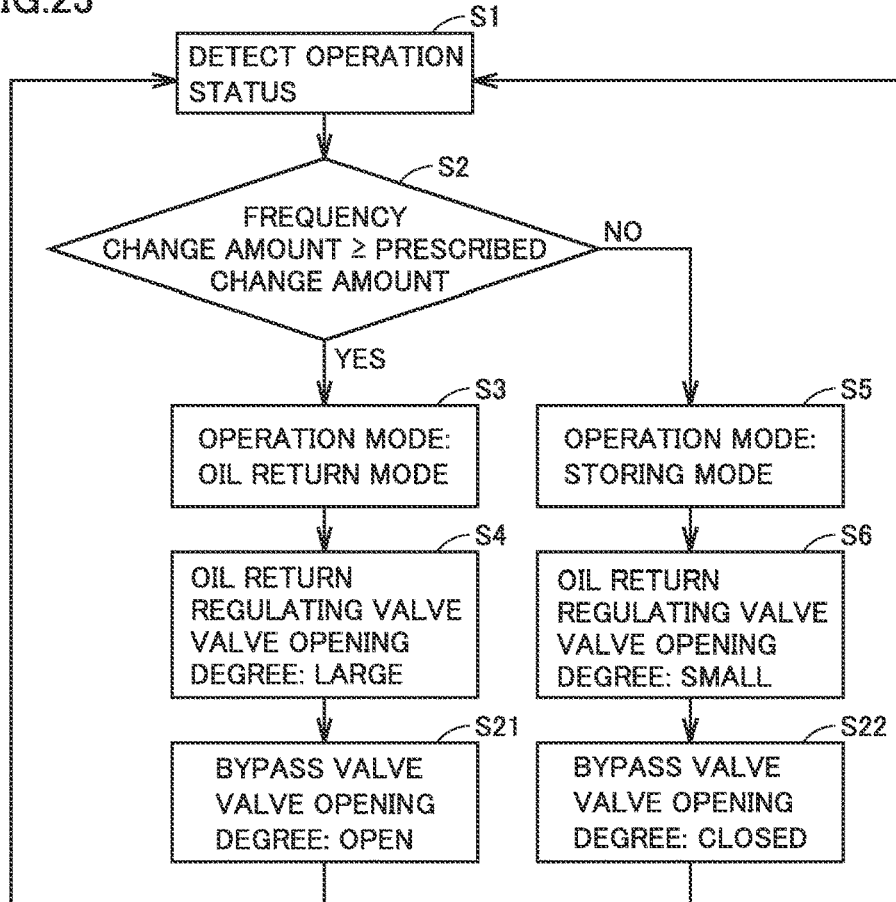 S1
DETECT OPERATION
STATUS
S2
FREQUENCY
CHANGE AMOUNT ≥ PRESCRIBED
CHANGE AMOUNT
NO
YES
S3
OPERATION MODE:
OIL RETURN MODE
S5
OPERATION MODE:
STORING MODE
S4
OIL RETURN
REGULATING VALVE
VALVE OPENING
DEGREE: LARGE
S6
OIL RETURN
REGULATING VALVE
VALVE OPENING
DEGREE: SMALL
S21
BYPASS VALVE
VALVE OPENING
DEGREE: OPEN
S22
BYPASS VALVE
VALVE OPENING
DEGREE: CLOSED